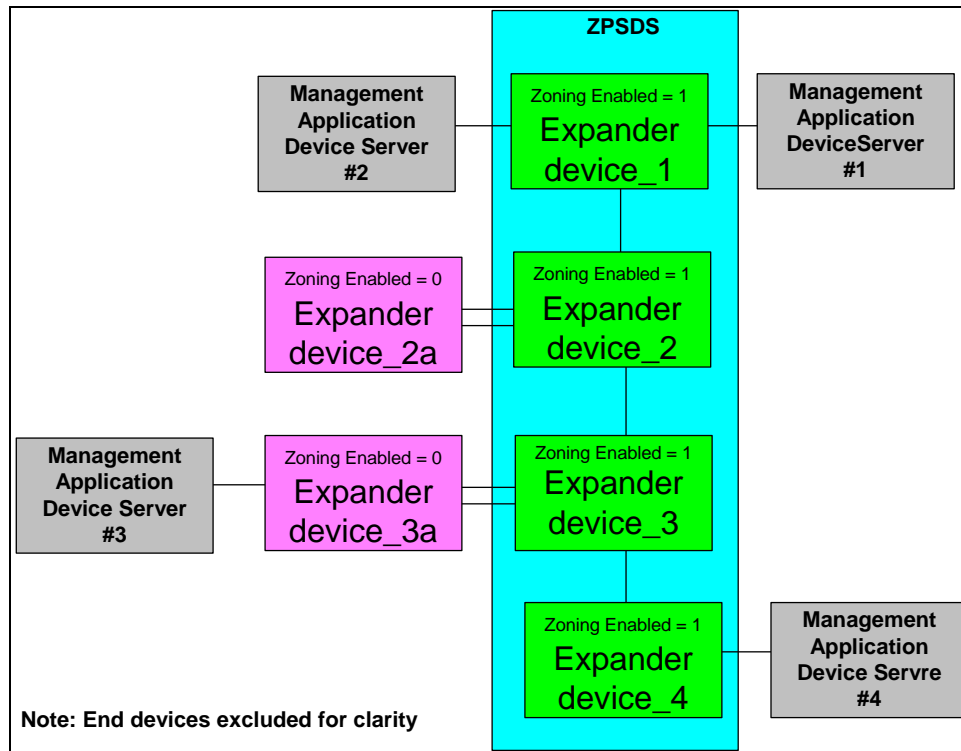 ZPSDS
Management
Application
Device Server
#2
Zoning Enabled = 1
Expander
device_1
Management
Application
DeviceServer
#1
Zoning Enabled = 0
Expander
device_2a
Zoning Enabled = 1
Expander
device_2
Management
Application
Device Server
#3
Zoning Enabled = 0
Expander
device_3a
Zoning Enabled = 1
Expander
device_3
Zoning Enabled = 1
Expander
device_4
Management
Application
Device Servre
#4
Note: End devices excluded for clarity